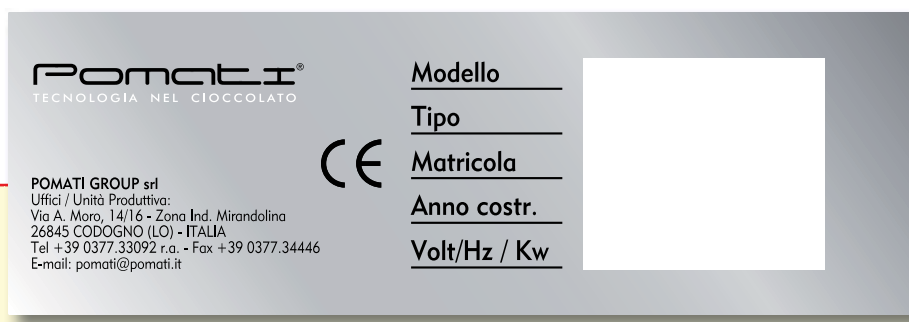 Pomati®
TECNOLOGIA NEL CIOCCOLATO
CE
POMATI GROUP srl
Uffici / Unità Produttiva:
Via A. Moro, 14/16 - Zona Ind. Mirandolina
26845 CODOGNO (LO) - ITALIA
Tel +39 0377.33092 r.a. - Fax +39 0377.34446
E-mail: pomati@pomati.it
Modello
Tipo
Matricola
Anno costr.
Volt/Hz / Kw